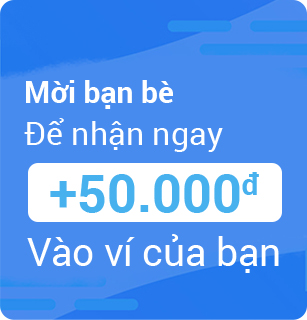 Mời bạn bè
Để nhận ngay
+50.000đ
Vào ví của bạn